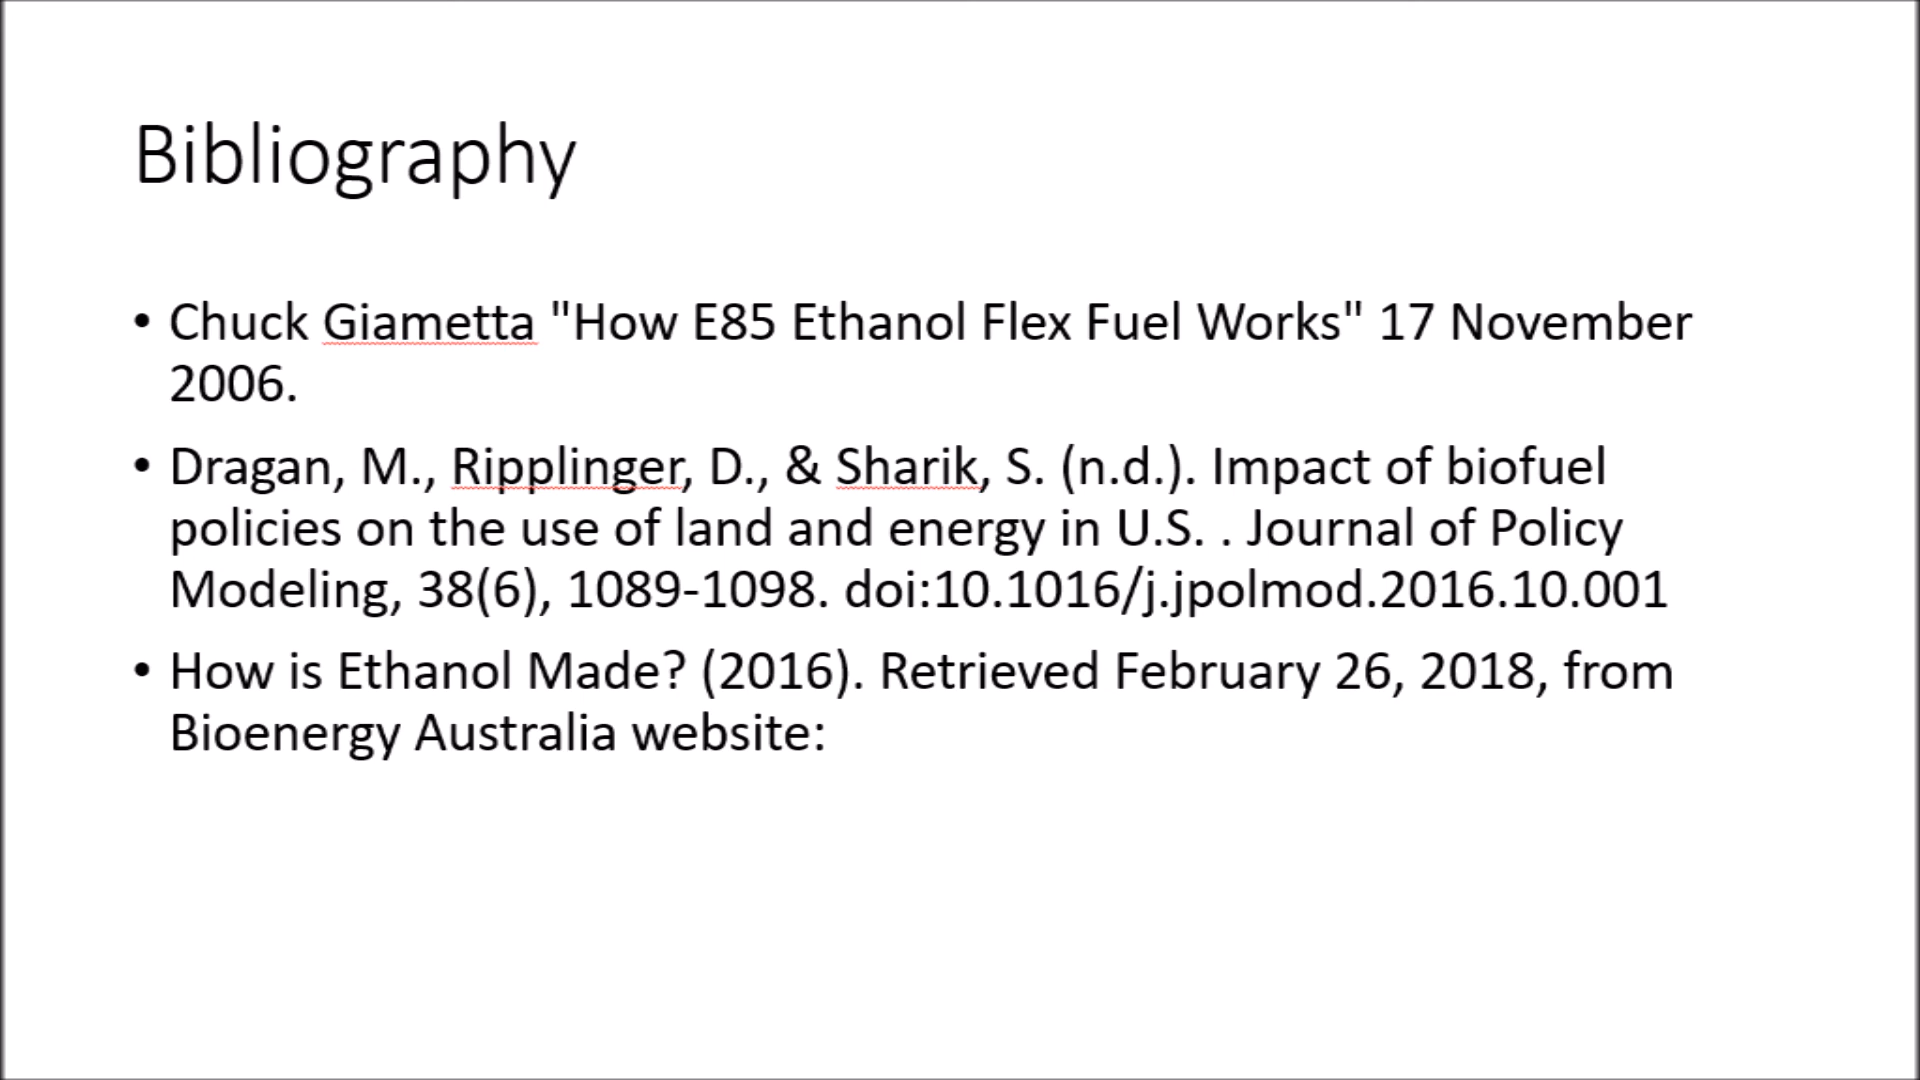 Bibliography
• Chuck Giametta "How E85 Ethanol Flex Fuel Works" 17 November
2006.
• Dragan, M., Ripplinger, D., & Sharik, S. (n.d.). Impact of biofuel
policies on the use of land and energy in U.S. . Journal of Policy
Modeling, 38(6), 1089-1098. doi:10.1016/j.jpolmod.2016.10.001
• How is Ethanol Made? (2016). Retrieved February 26, 2018, from
Bioenergy Australia website: